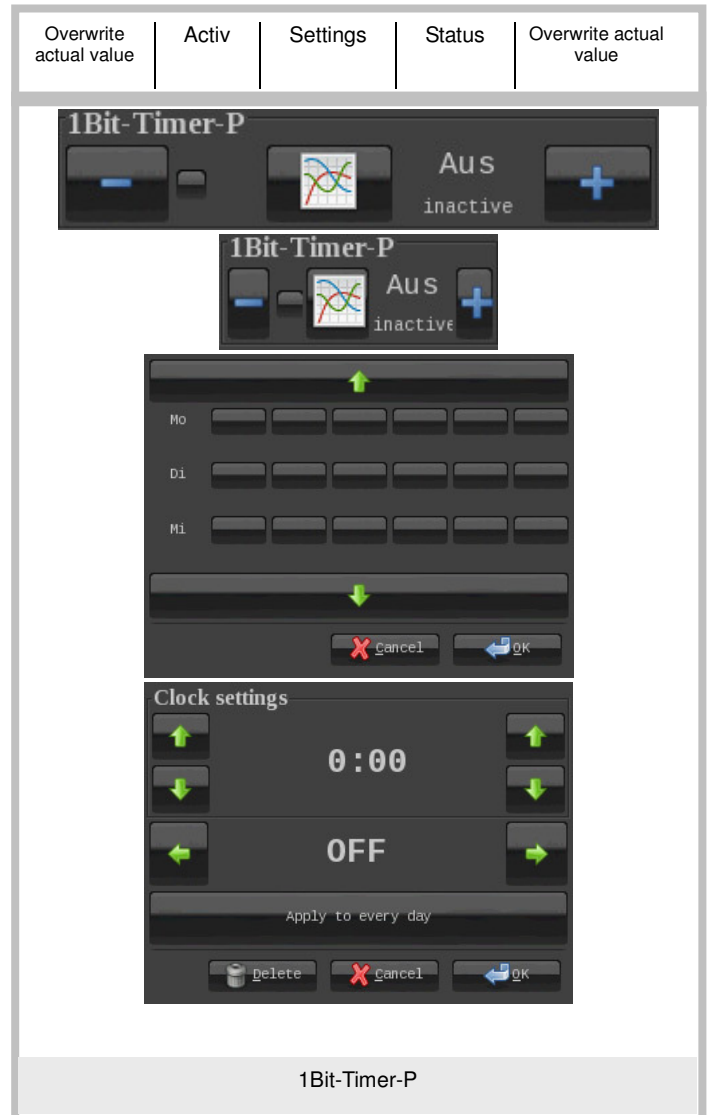 Overwrite actual value
Activ
Settings
Status
Overwrite actual value
1Bit-Timer-P
Aus
inactive
1Bit-Timer-P
Aus
inactive
Mo
Di
Mi
Cancel
OK
Clock settings
0:00
OFF
Apply to every day
Delete
Cancel
OK
1Bit-Timer-P